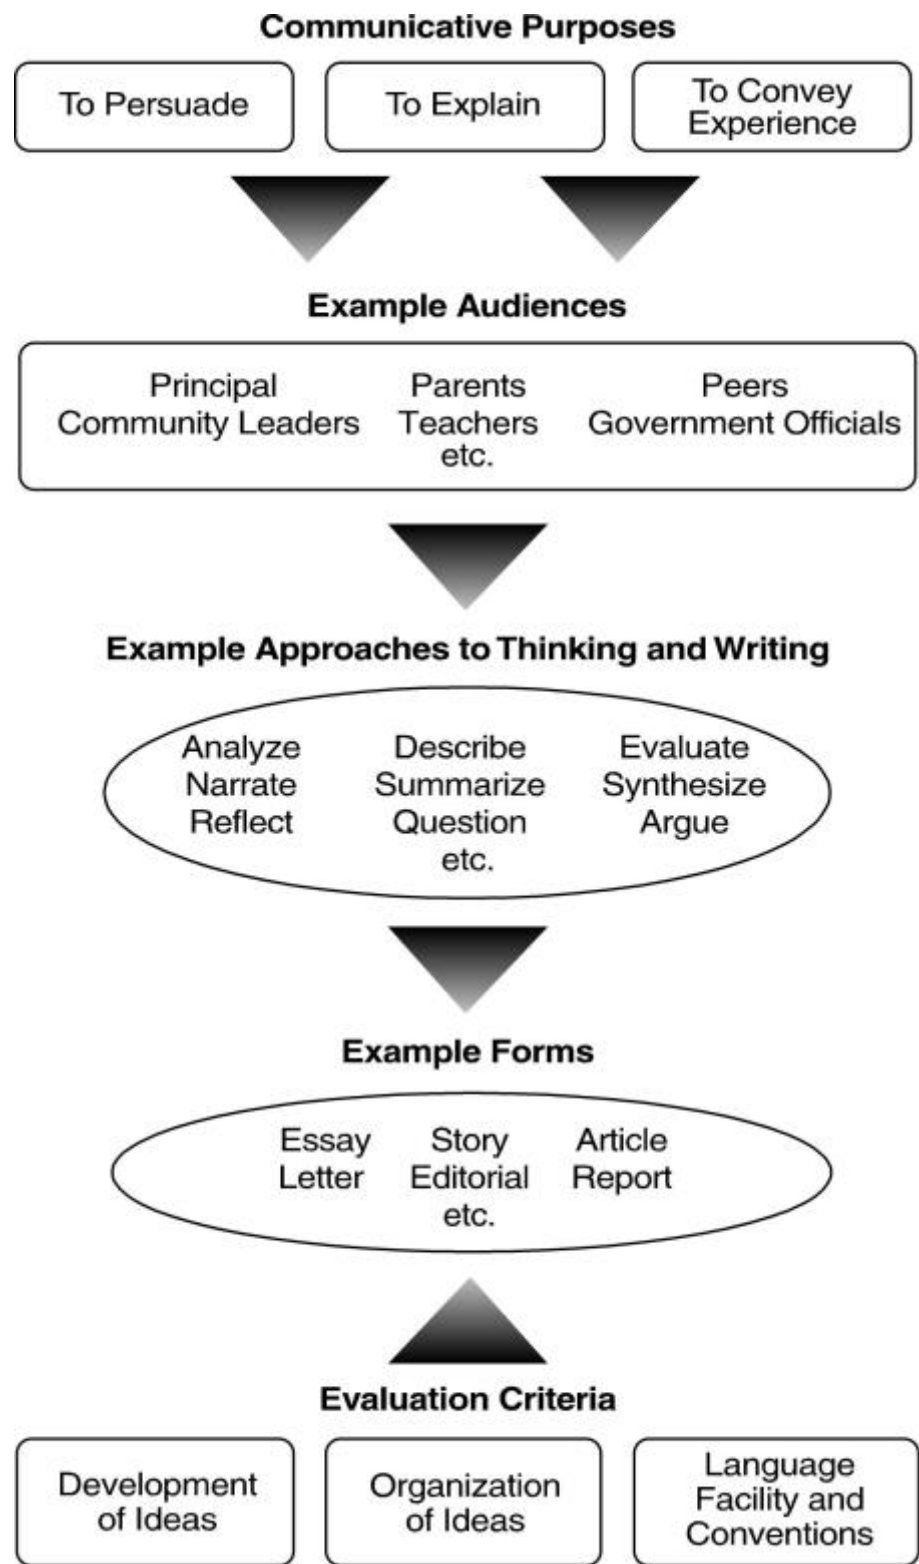 Communicative Purposes
To Persuade
To Explain
To Convey
Experience
Example Audiences
Principal Parents Peers
Community Leaders Teachers Government Officials
etc.
Example Approaches to Thinking and Writing
Analyze Describe Evaluate
Narrate Summarize Synthesize
Reflect Question Argue
etc.
Example Forms
Essay Story Article
Letter Editorial Report
etc.
Evaluation Criteria
Development
of Ideas
Organization
of Ideas
Language
Facility and
Conventions